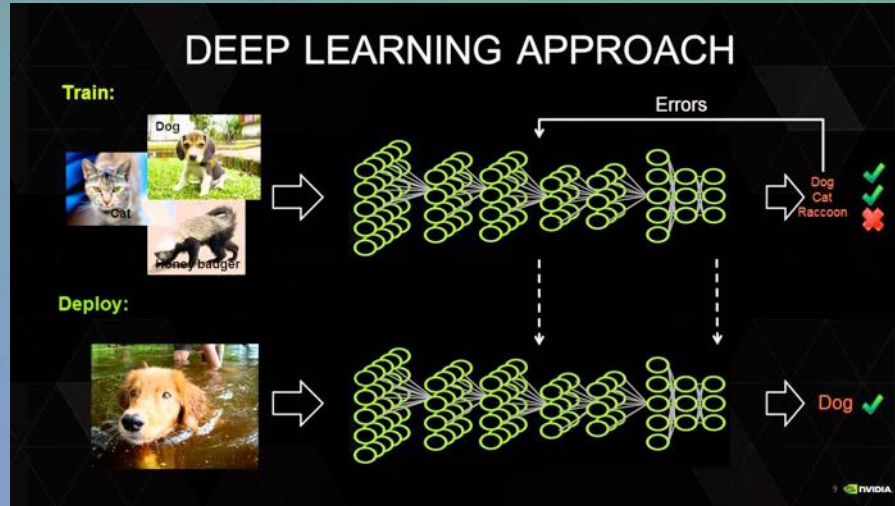 DEEP LEARNING APPROACH
Train:
Errors
Dog
Cat
Honey badger
Dog
Cat
Raccoon
Deploy:
Dog
9 NVIDIA.